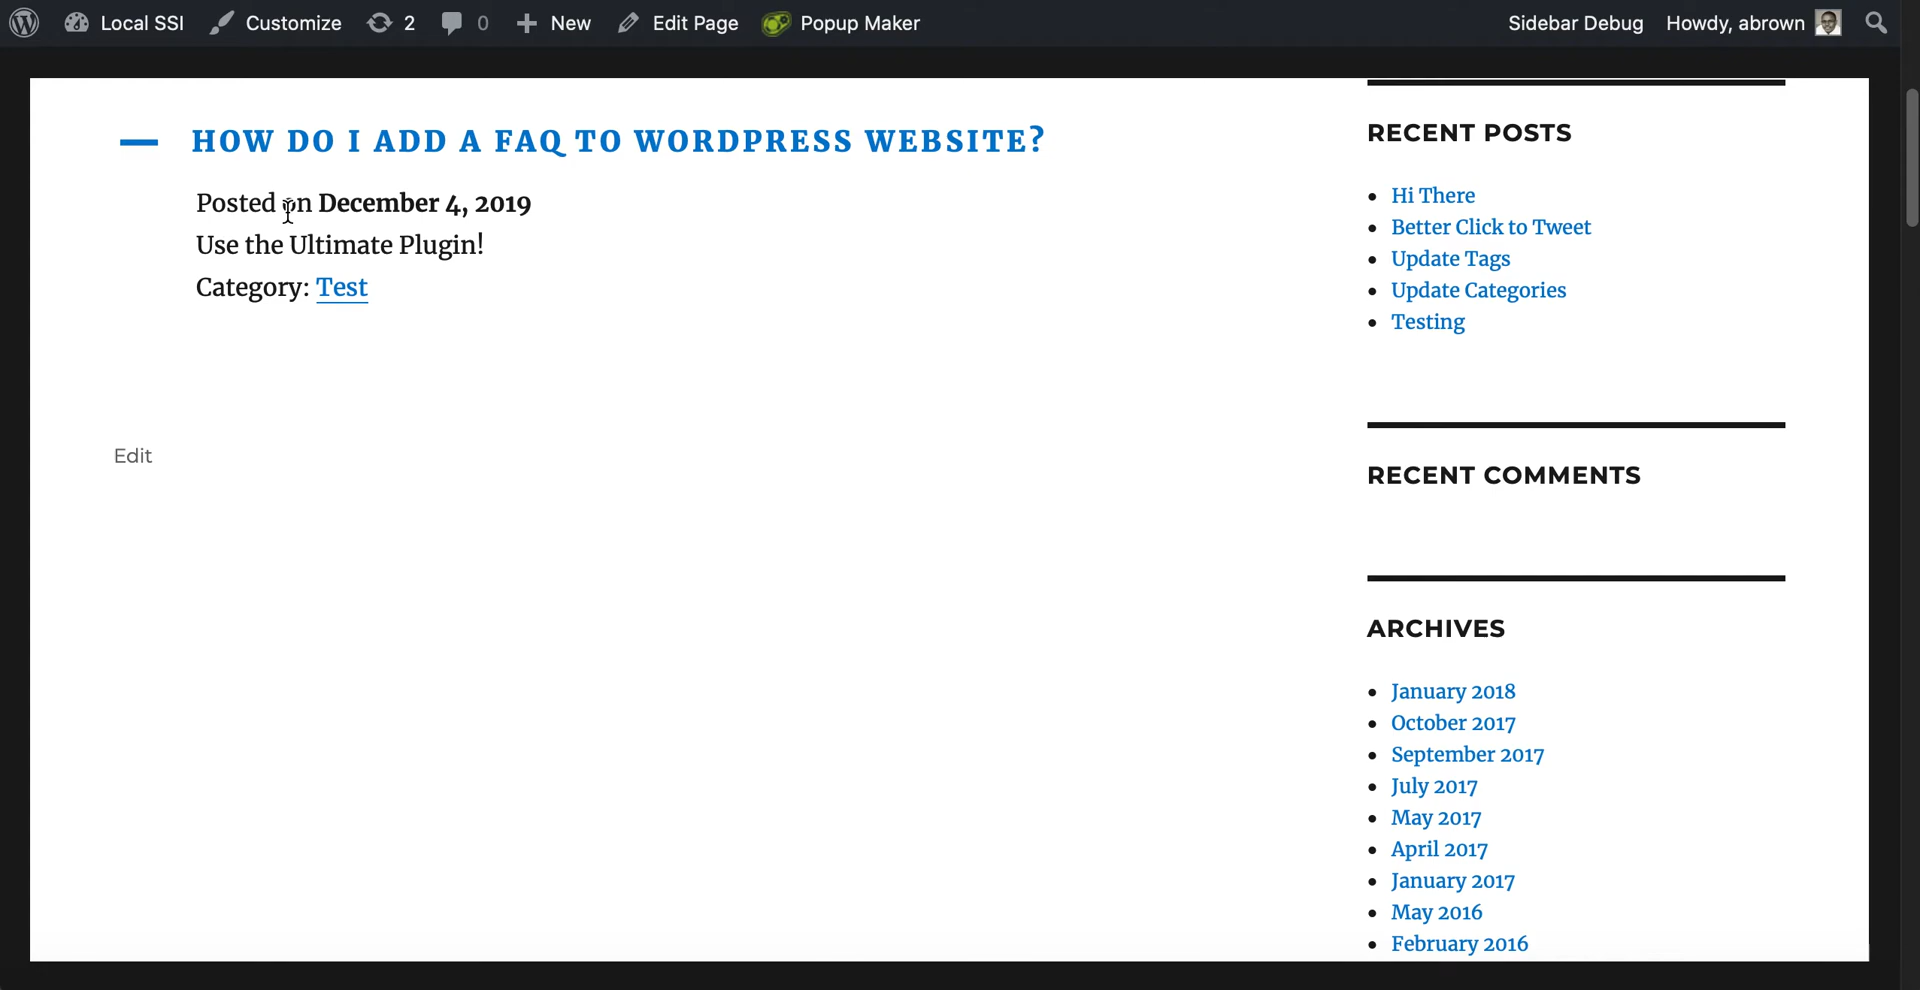 Local SSI Customize 2 0 New Edit Page Popup Maker Sidebar Debug Howdy, abrown
HOW DO I ADD A FAQ TO WORDPRESS WEBSITE?
Posted on December 4, 2019
Use the Ultimate Plugin!
Category: Test
Edit
RECENT POSTS
Hi There
Better Click to Tweet
Update Tags
Update Categories
Testing
RECENT COMMENTS
ARCHIVES
January 2018
October 2017
September 2017
July 2017
May 2017
April 2017
January 2017
May 2016
February 2016